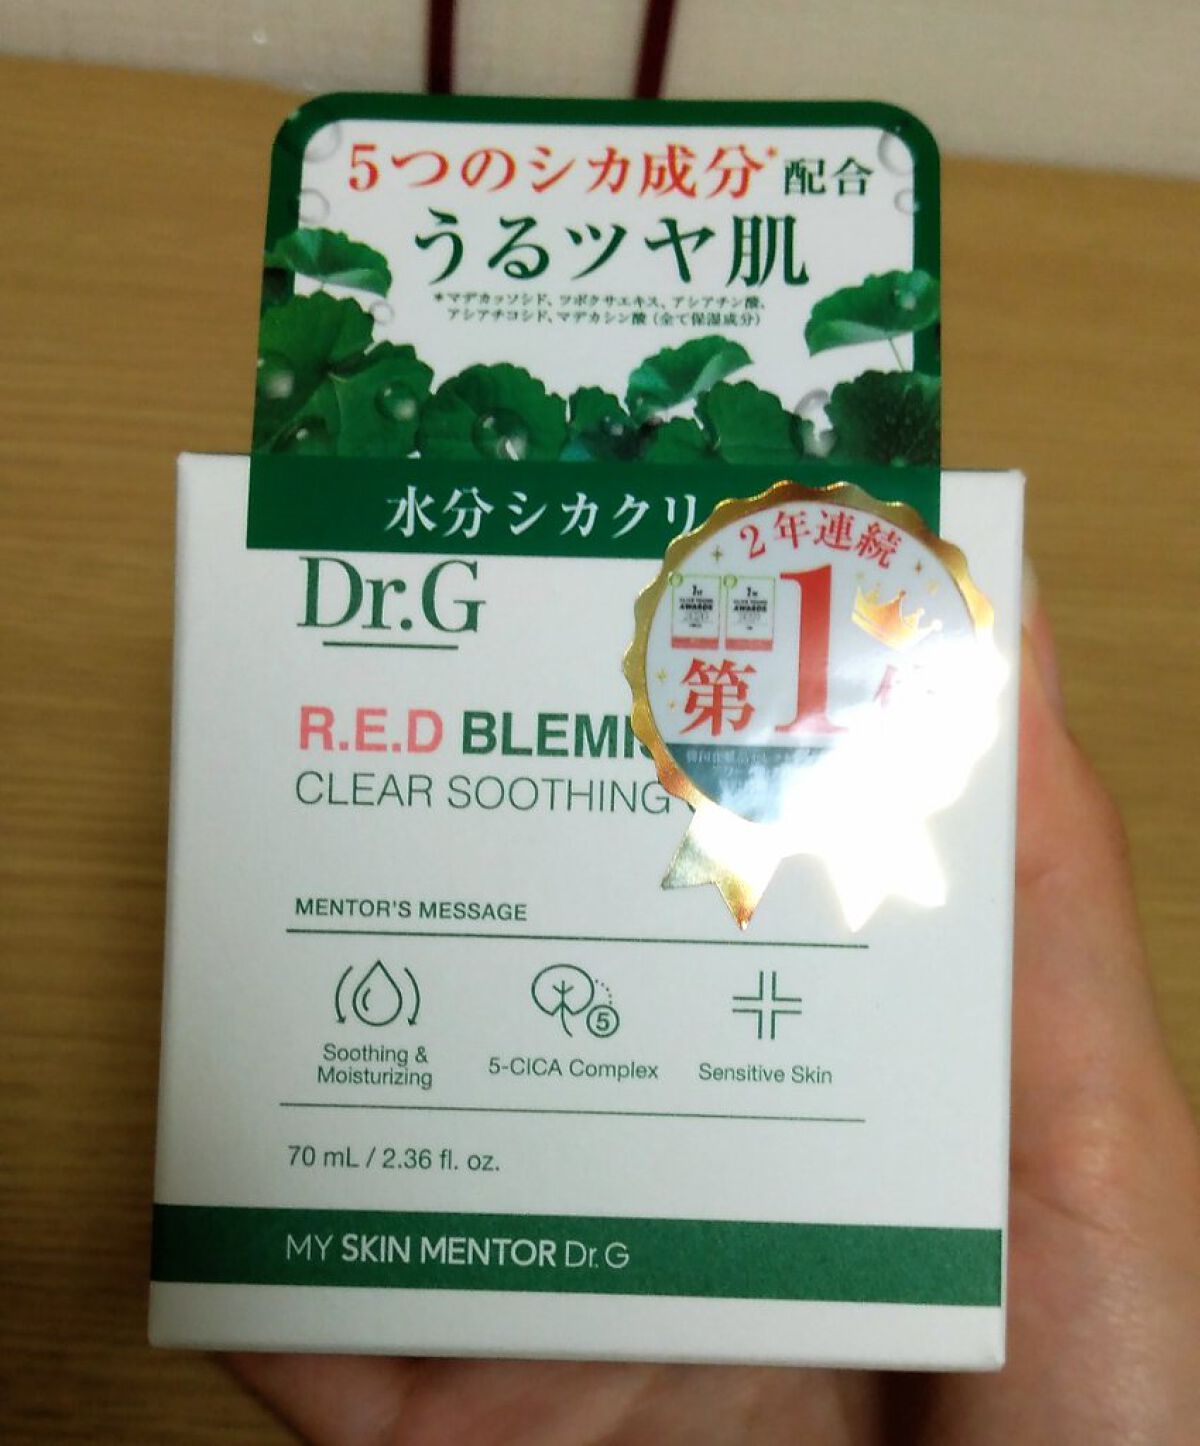 5つのシカ成分*配合
うるツヤ肌
*マデカッソシド、ツボクサエキス、アシアチン酸、
アシアチコシド、マデカシン酸(全て保湿成分)
水分シカクリ
2年連続
第1
Dr.G
R.E.D
CLEAR SOOTHING
MENTOR'S MESSAGE
5
Soothing &
Moisturizing
5-CICA Complex
Sensitive Skin
70 mL / 2.36 fl. oz.
MY SKIN MENTOR Dr.G